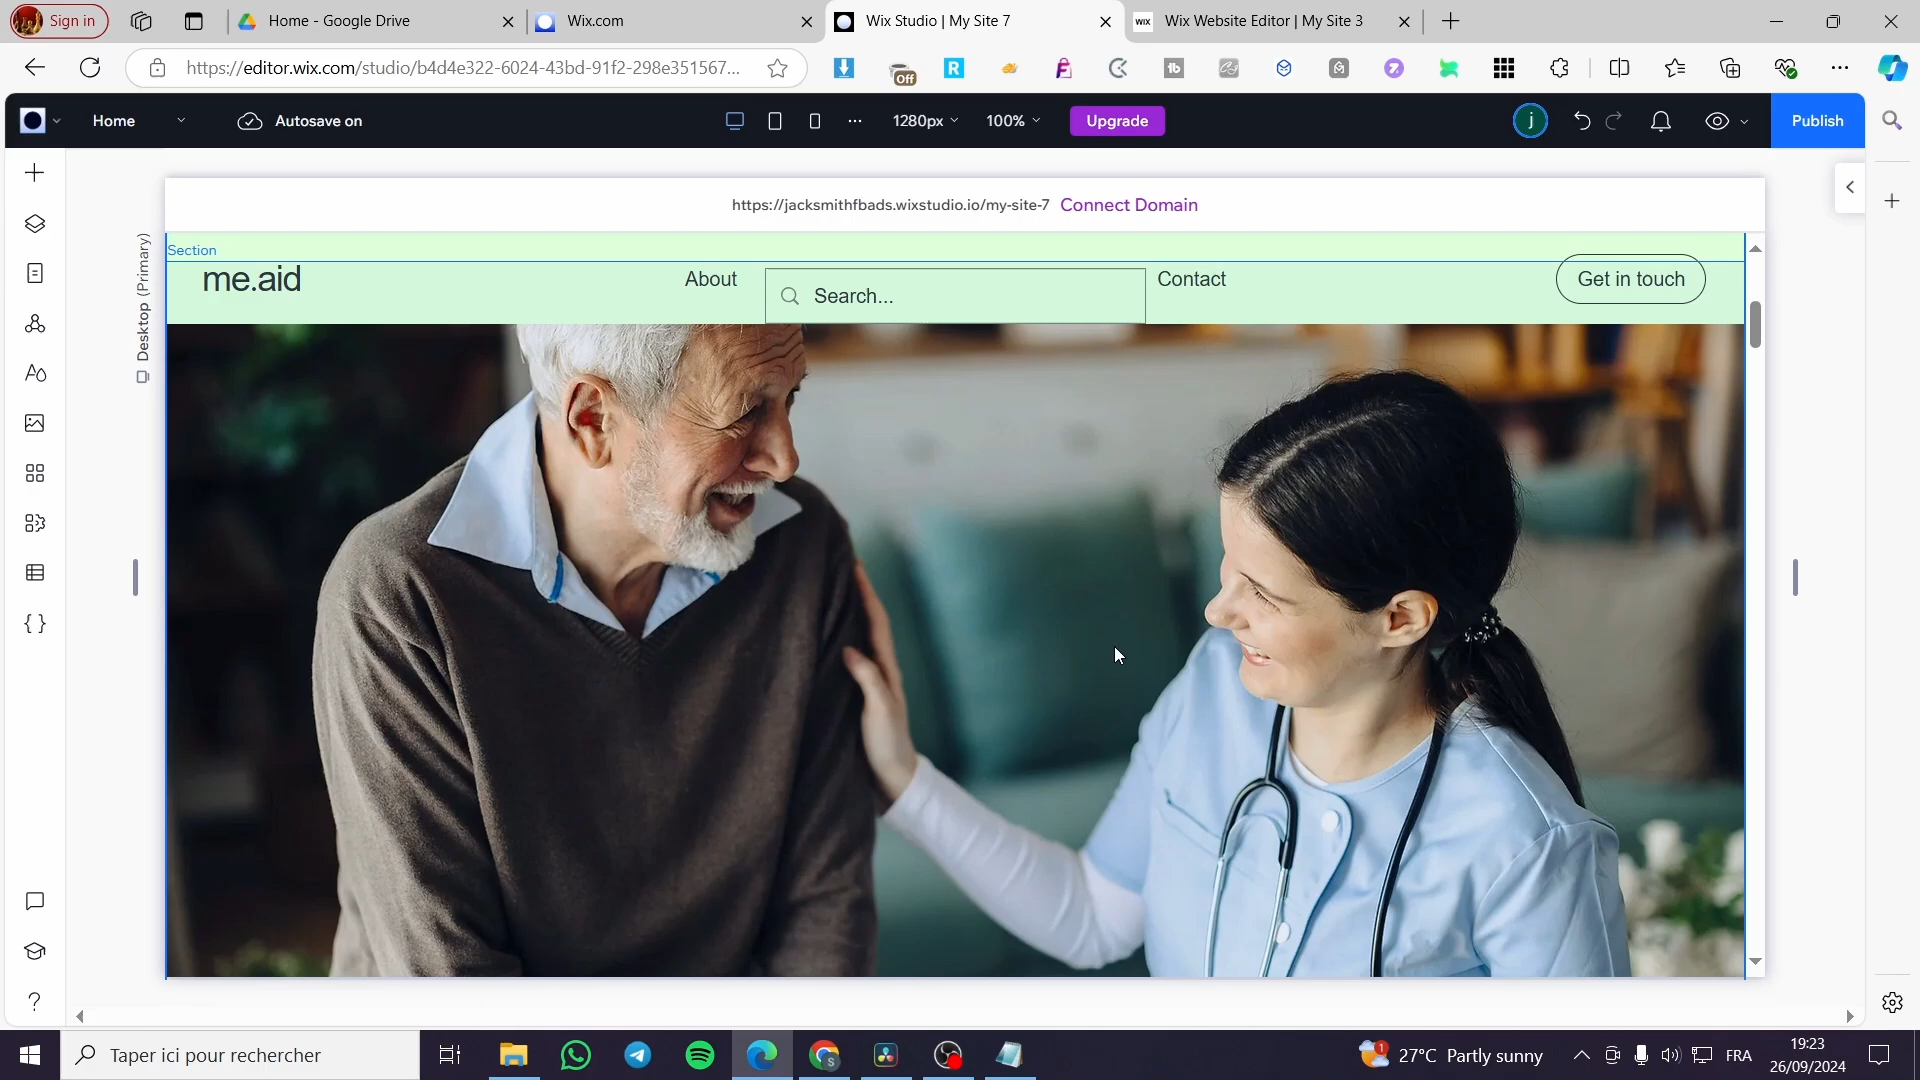 Sign in
Home - Google Drive
Wix.com
Wix Studio | My Site 7
WIX
Wix Website Editor | My Site 3
https://editor.wix.com/studio/b4d4e322-6024-43bd-91f2-298e351567...
Off
Home
Autosave on
1280px
100%
Upgrade
j
Publish
https://jacksmithfbads.wixstudio.io/my-site-7 Connect Domain
Desktop (Primary)
Section
me.aid
About
Search...
Contact
Get in touch
Taper ici pour rechercher
27°C Partly sunny
FRA
19:23
26/09/2024